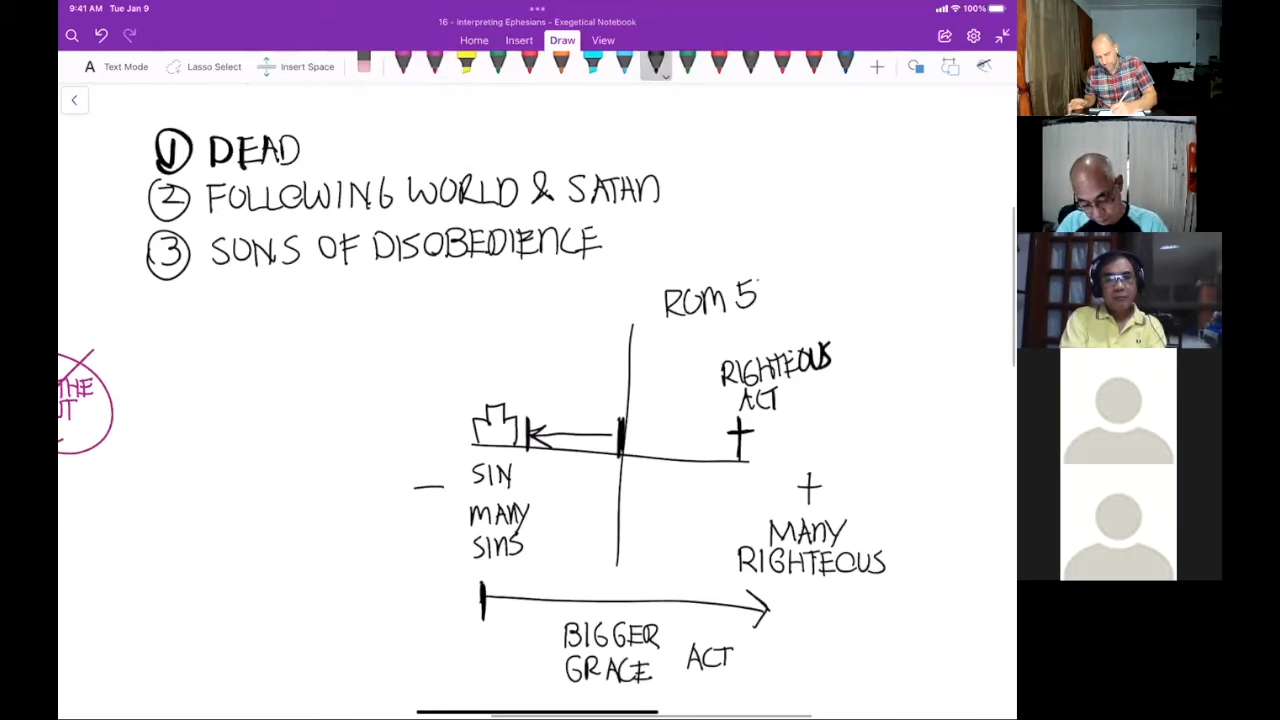 9:41 AM Tue Jan 9
100%
16 - Interpreting Ephesians - Exegetical Notebook
Home Insert Draw View
A Text Mode Lasso Select Insert Space
1 DEAD
2 FOLLOWING WORLD & SATAN
3 SONS OF DISOBEDIENCE
ROM 5
THE
RIGHTEOUS
ACT
SIN
MANY
SINS
− +
MANY
RIGHTEOUS
BIGGER
GRACE ACT